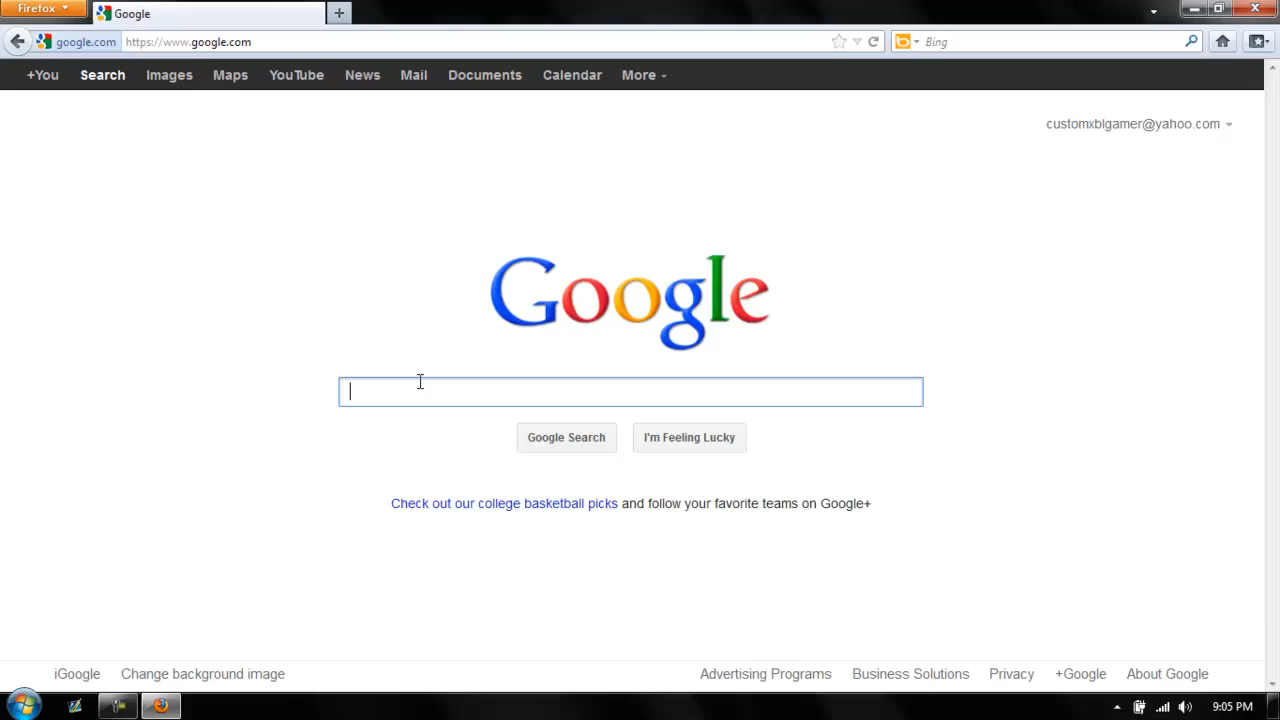 Firefox
Google
google.com https://www.google.com Bing
+You Search Images Maps YouTube News Mail Documents Calendar More
customxblgamer@yahoo.com
Google
Google Search I'm Feeling Lucky
Check out our college basketball picks and follow your favorite teams on Google+
iGoogle Change background image Advertising Programs Business Solutions Privacy +Google About Google
9:05 PM